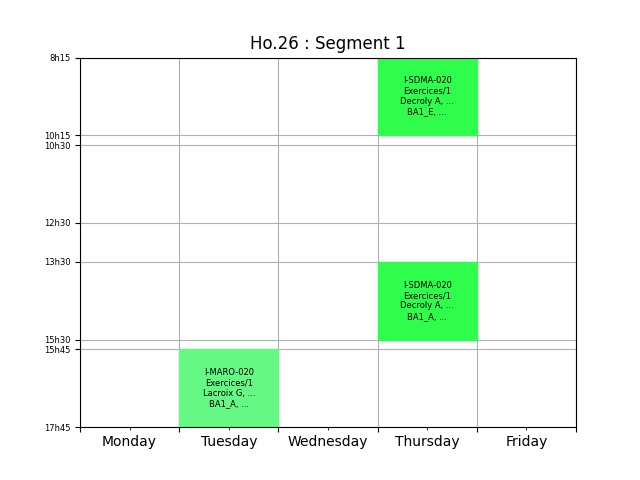 Ho.26 : Segment 1
8h15
I-SDMA-020
Exercices/1
Decroly A, ...
BA1_E, ...
10h15
10h30
12h30
13h30
I-SDMA-020
Exercices/1
Decroly A, ...
BA1_A, ...
15h30
15h45
I-MARO-020
Exercices/1
Lacroix G, ...
BA1_A, ...
17h45
Monday Tuesday Wednesday Thursday Friday